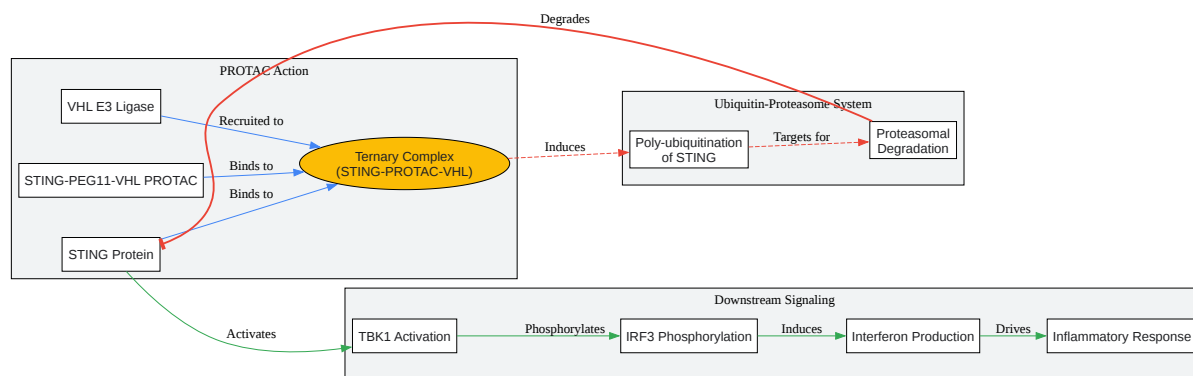 Degrades
PROTAC Action
VHL E3 Ligase
Recruited to
STING-PEG11-VHL PROTAC
Binds to
Binds to
STING Protein
Ternary Complex
(STING-PROTAC-VHL)
Induces
Ubiquitin-Proteasome System
Poly-ubiquitination
of STING
Targets for
Proteasomal
Degradation
Activates
Downstream Signaling
TBK1 Activation
Phosphorylates
IRF3 Phosphorylation
Induces
Interferon Production
Drives
Inflammatory Response